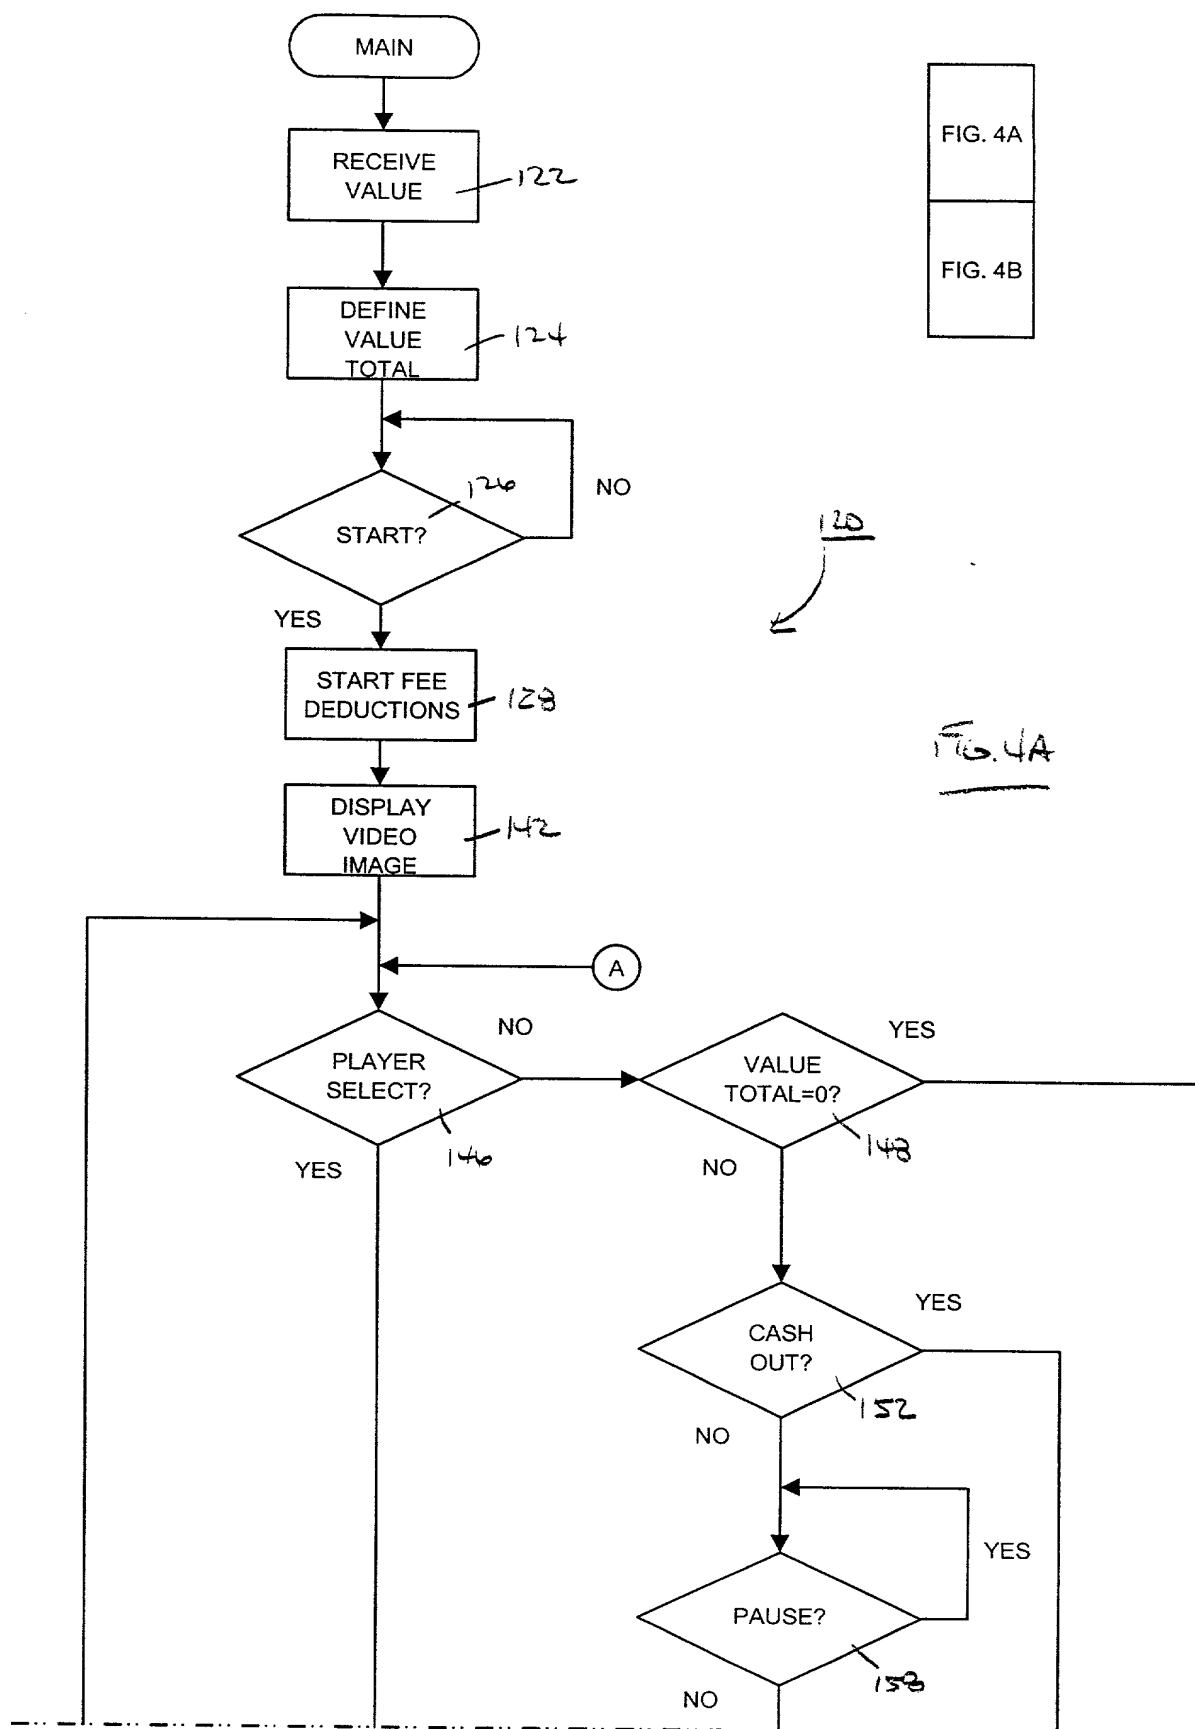 MAIN
RECEIVE
VALUE
122
FIG. 4A
FIG. 4B
DEFINE
VALUE
TOTAL
124
126
NO
START?
120
YES
START FEE
DEDUCTIONS
128
FIG. 4A
DISPLAY
VIDEO
IMAGE
142
A
NO
YES
PLAYER
SELECT?
VALUE
TOTAL=0?
146
148
YES
NO
YES
CASH
OUT?
152
NO
YES
PAUSE?
158
NO